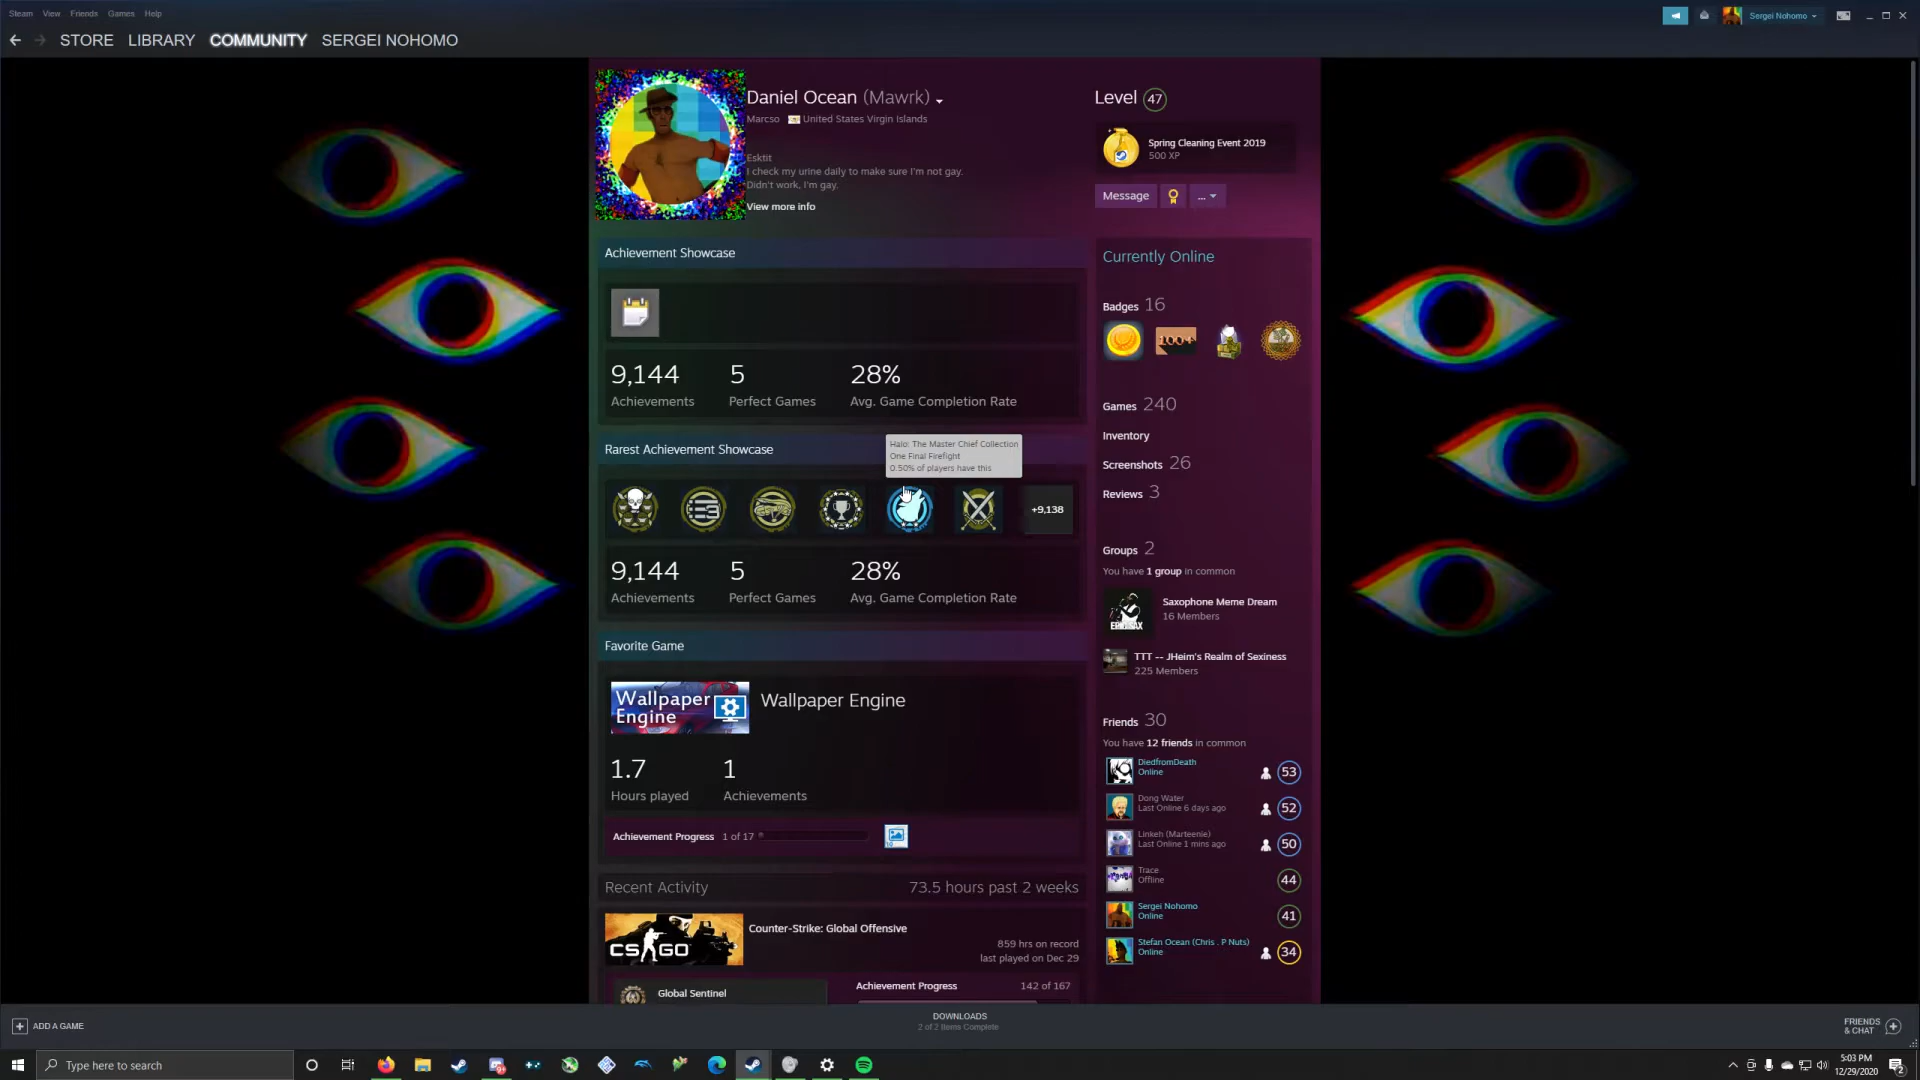 Steam View Friends Games Help
Sergei Nohomo
STORE LIBRARY COMMUNITY SERGEI NOHOMO
Daniel Ocean (Mawrk)
Marcso United States Virgin Islands
Esktit
I check my urine daily to make sure I'm not gay.
Didn't work, I'm gay.
View more info
Level 47
Spring Cleaning Event 2019
500 XP
Message
...
Achievement Showcase
9,144 5 28%
Achievements Perfect Games Avg. Game Completion Rate
Rarest Achievement Showcase
Halo: The Master Chief Collection
One Final Firefight
0.50% of players have this
+9,138
9,144 5 28%
Achievements Perfect Games Avg. Game Completion Rate
Favorite Game
Wallpaper Engine
Wallpaper Engine
1.7 1
Hours played Achievements
Achievement Progress 1 of 17
Recent Activity 73.5 hours past 2 weeks
CS GO
Counter-Strike: Global Offensive
859 hrs on record
last played on Dec 29
Global Sentinel
Achievement Progress 142 of 167
Currently Online
Badges 16
100+
Games 240
Inventory
Screenshots 26
Reviews 3
Groups 2
You have 1 group in common
EPIC SAX
Saxophone Meme Dream
16 Members
TTT -- JHeim's Realm of Sexiness
225 Members
Friends 30
You have 12 friends in common
DiedfromDeath
Online
53
Dong Water
Last Online 6 days ago
52
Linkeh (Marteenie)
Last Online 1 mins ago
50
Trace
Offline
44
Sergei Nohomo
Online
41
Stefan Ocean (Chris . P Nuts)
Online
34
ADD A GAME
DOWNLOADS
2 of 2 Items Complete
FRIENDS
& CHAT
Type here to search
5:03 PM
12/29/2020